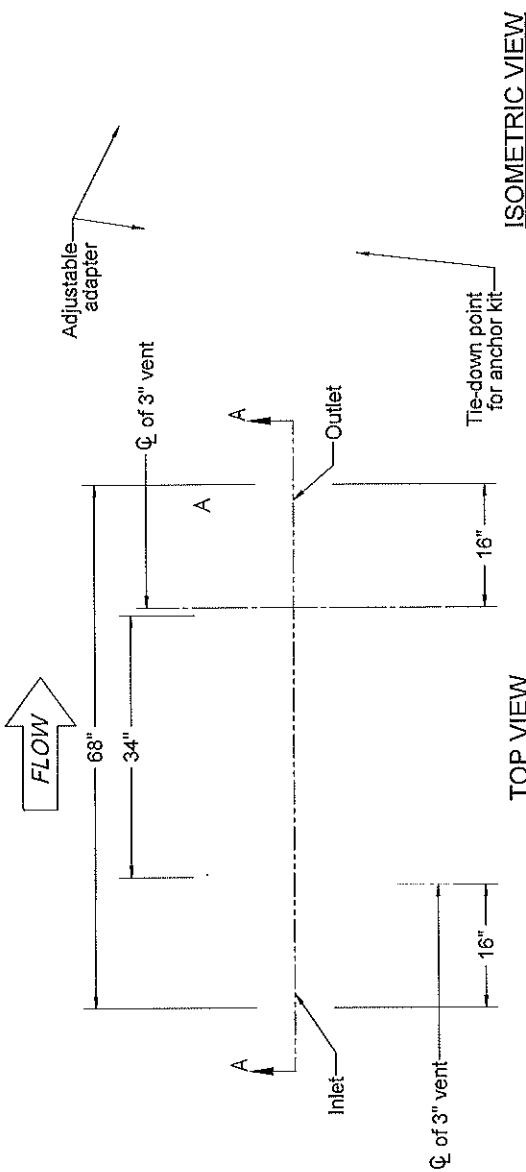 FLOW
68"
34"
℄ of 3" vent
A
A
A
Inlet
Outlet
16"
16"
℄ of 3" vent
TOP VIEW
Adjustable
adapter
Tie-down point
for anchor kit
ISOMETRIC VIEW